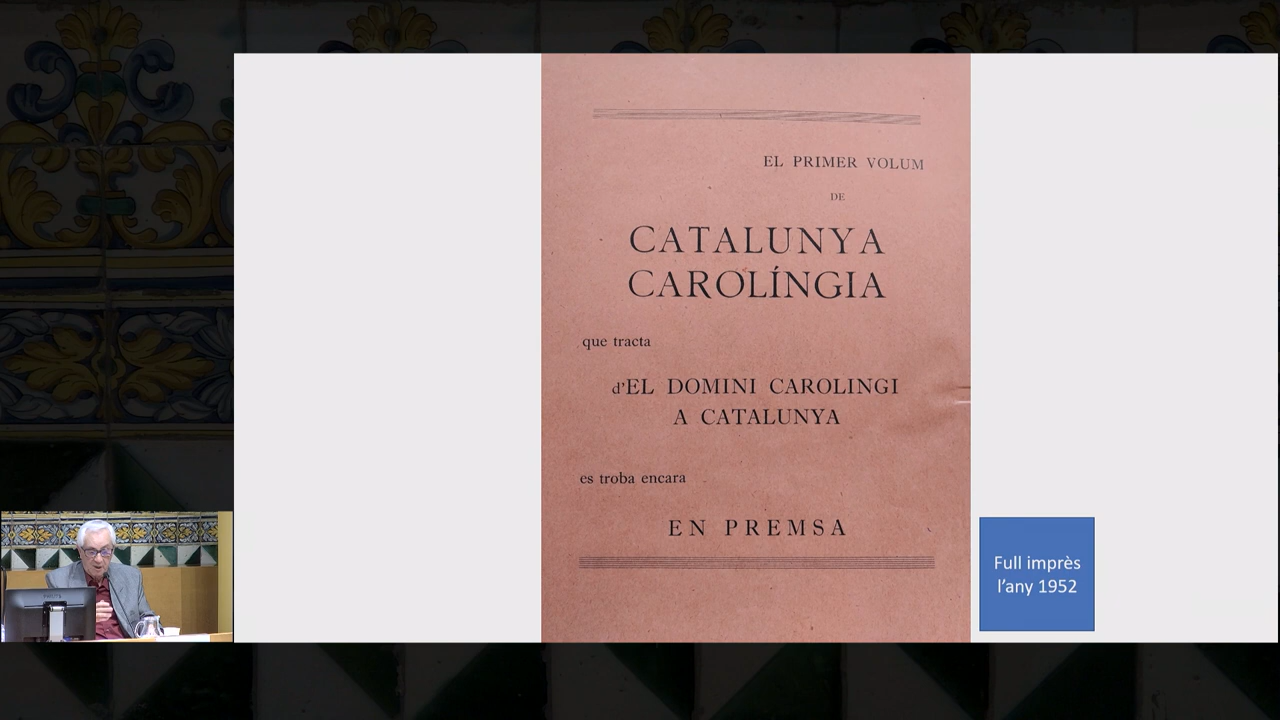 EL PRIMER VOLUM
DE
CATALUNYA
CAROLÍNGIA
que tracta
d'EL DOMINI CAROLINGI
A CATALUNYA
es troba encara
EN PREMSA
Full imprès
l'any 1952
PHILIPS